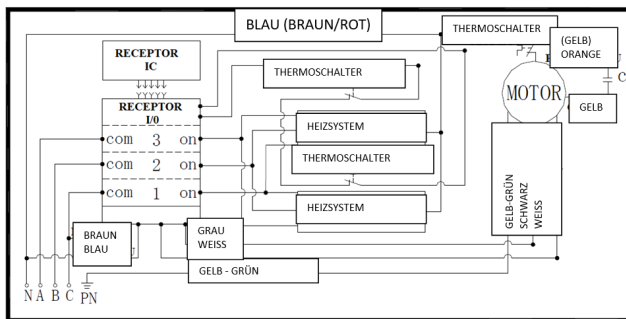 BLAU (BRAUN/ROT)
THERMOSCHALTER
(GELB)
ORANGE
RECEPTOR
IC
THERMOSCHALTER
C
MOTOR
GELB
RECEPTOR
I/0
com 3 on
HEIZSYSTEM
com 2 on
THERMOSCHALTER
com 1 on
HEIZSYSTEM
GELB-GRÜN
SCHWARZ
WEISS
BRAUN
BLAU
GRAU
WEISS
GELB - GRÜN
N A B C PN